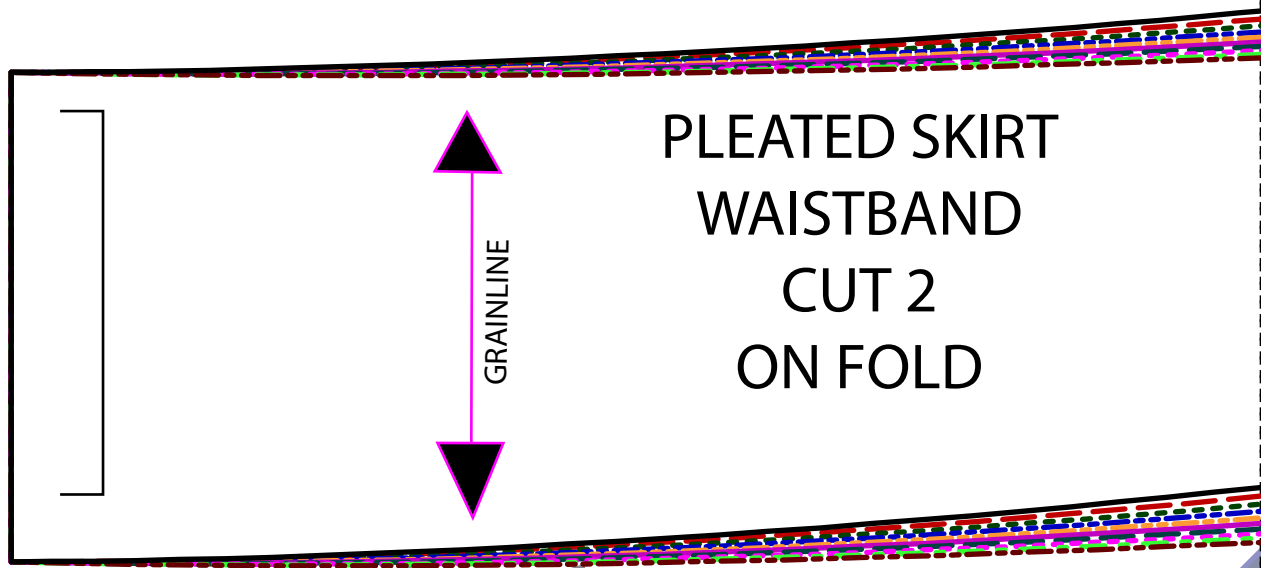 PLEATED SKIRT
WAISTBAND
CUT 2
ON FOLD
GRAINLINE